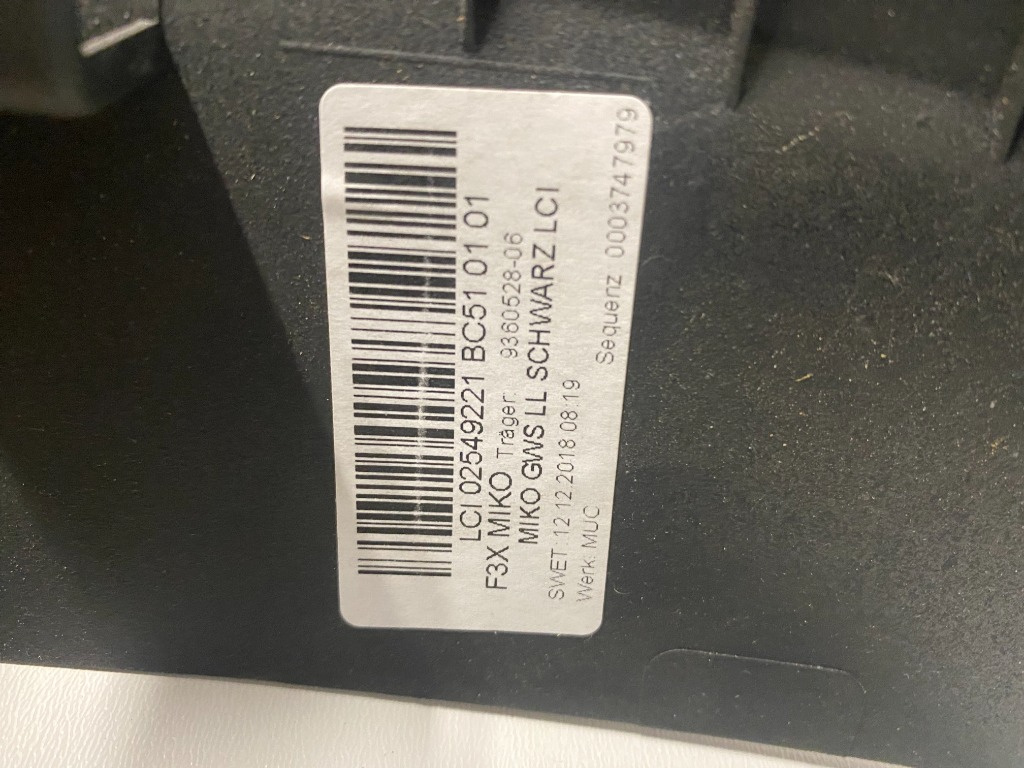 LCI 02549221 BC51 01 01
F3X MIKO Träger: 9360528-06
MIKO GWS LL SCHWARZ LCI
SWET: 12.12.2018 08:19
Werk: MUC Sequenz 0003747979